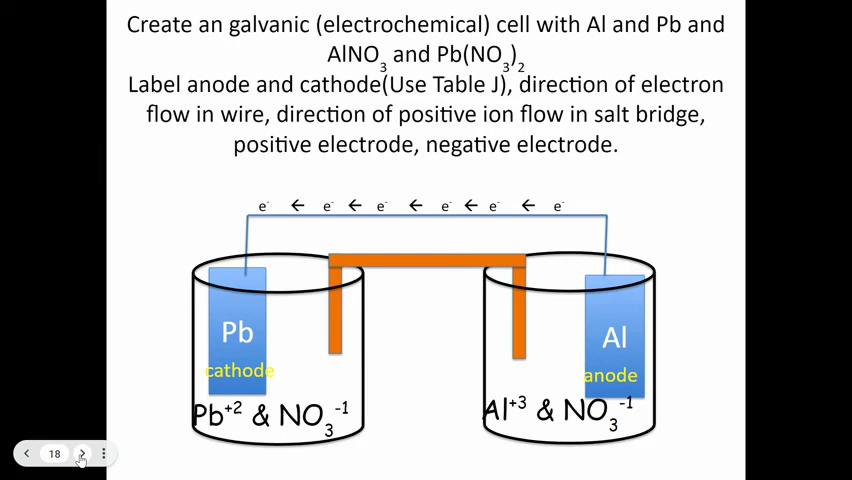 Create an galvanic (electrochemical) cell with Al and Pb and
AlNO3 and Pb(NO3)2
Label anode and cathode(Use Table J), direction of electron
flow in wire, direction of positive ion flow in salt bridge,
positive electrode, negative electrode.
e- ← e- ← e- ← e- ← e- ← e-
Pb
cathode
Al
anode
Pb+2 & NO3-1
Al+3 & NO3-1
18